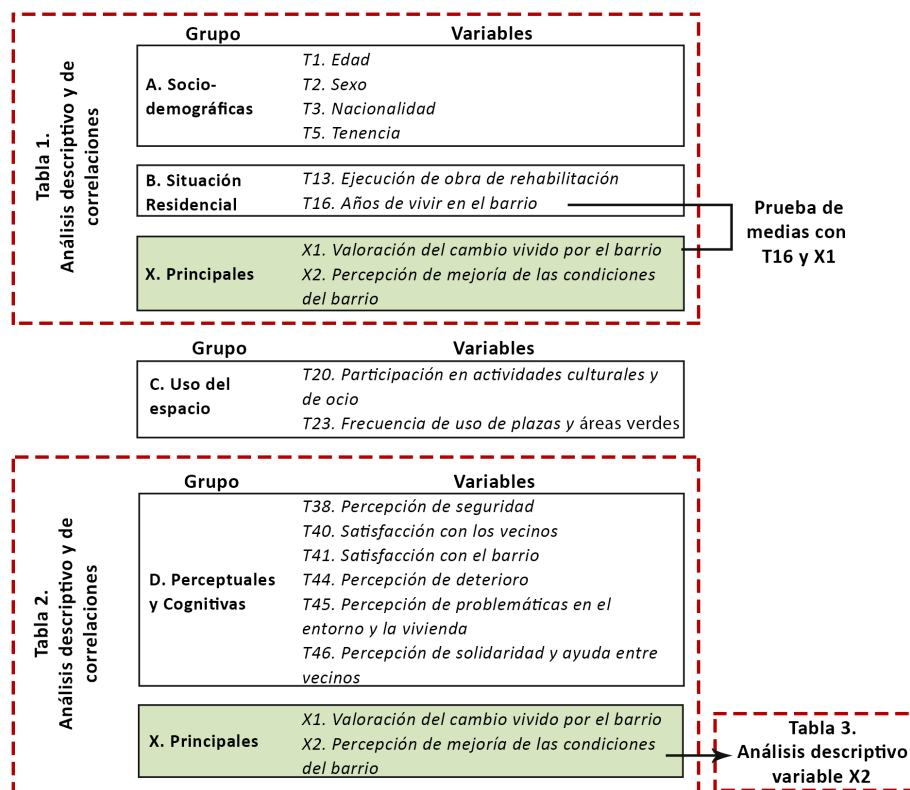 Tabla 1.
Análisis descriptivo y de
correlaciones
Grupo Variables
A. Socio-
demográficas
T1. Edad
T2. Sexo
T3. Nacionalidad
T5. Tenencia
B. Situación
Residencial
T13. Ejecución de obra de rehabilitación
T16. Años de vivir en el barrio
X. Principales
X1. Valoración del cambio vivido por el barrio
X2. Percepción de mejoría de las condiciones
del barrio
Prueba de
medias con
T16 y X1
Grupo Variables
C. Uso del
espacio
T20. Participación en actividades culturales y
de ocio
T23. Frecuencia de uso de plazas y áreas verdes
Tabla 2.
Análisis descriptivo y de
correlaciones
Grupo Variables
D. Perceptuales
y Cognitivas
T38. Percepción de seguridad
T40. Satisfacción con los vecinos
T41. Satisfacción con el barrio
T44. Percepción de deterioro
T45. Percepción de problemáticas en el
entorno y la vivienda
T46. Percepción de solidaridad y ayuda entre
vecinos
X. Principales
X1. Valoración del cambio vivido por el barrio
X2. Percepción de mejoría de las condiciones
del barrio
Tabla 3.
Análisis descriptivo
variable X2